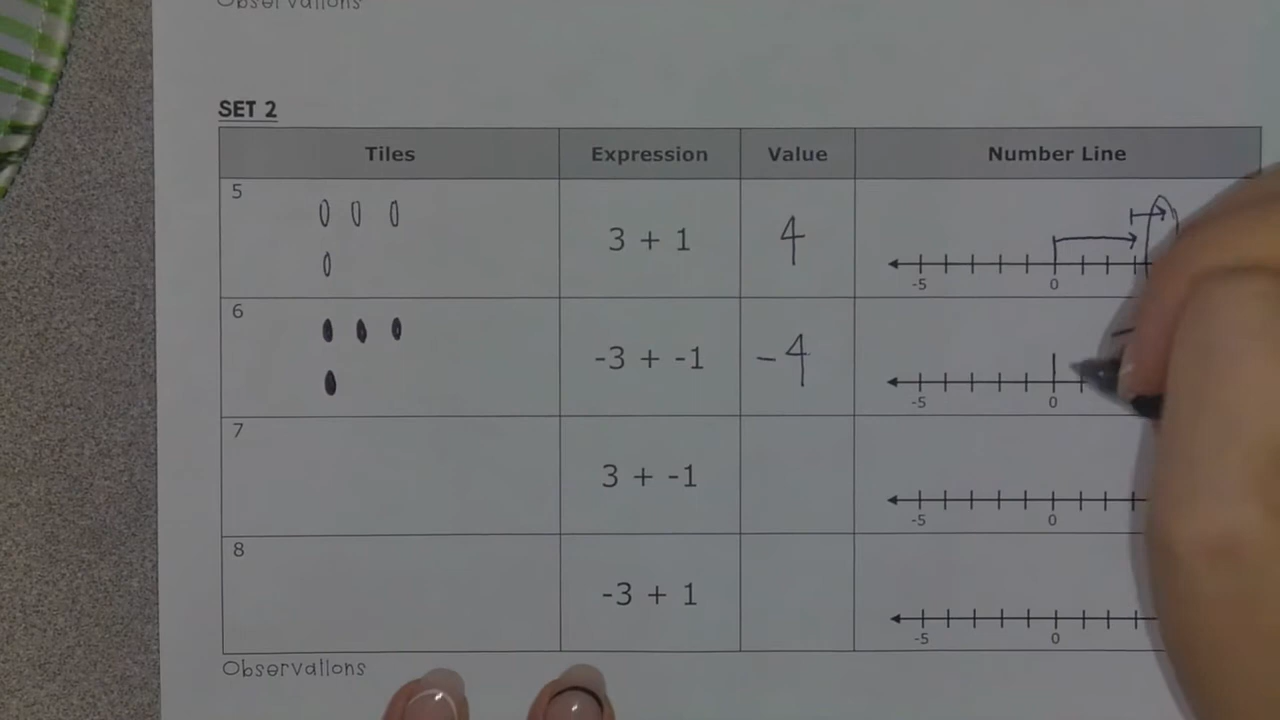 Observations
SET 2
Tiles Expression Value Number Line
5 3 + 1 4
-5 0
6 -3 + -1 -4
-5 0
7 3 + -1
-5 0
8 -3 + 1
-5 0
Observations